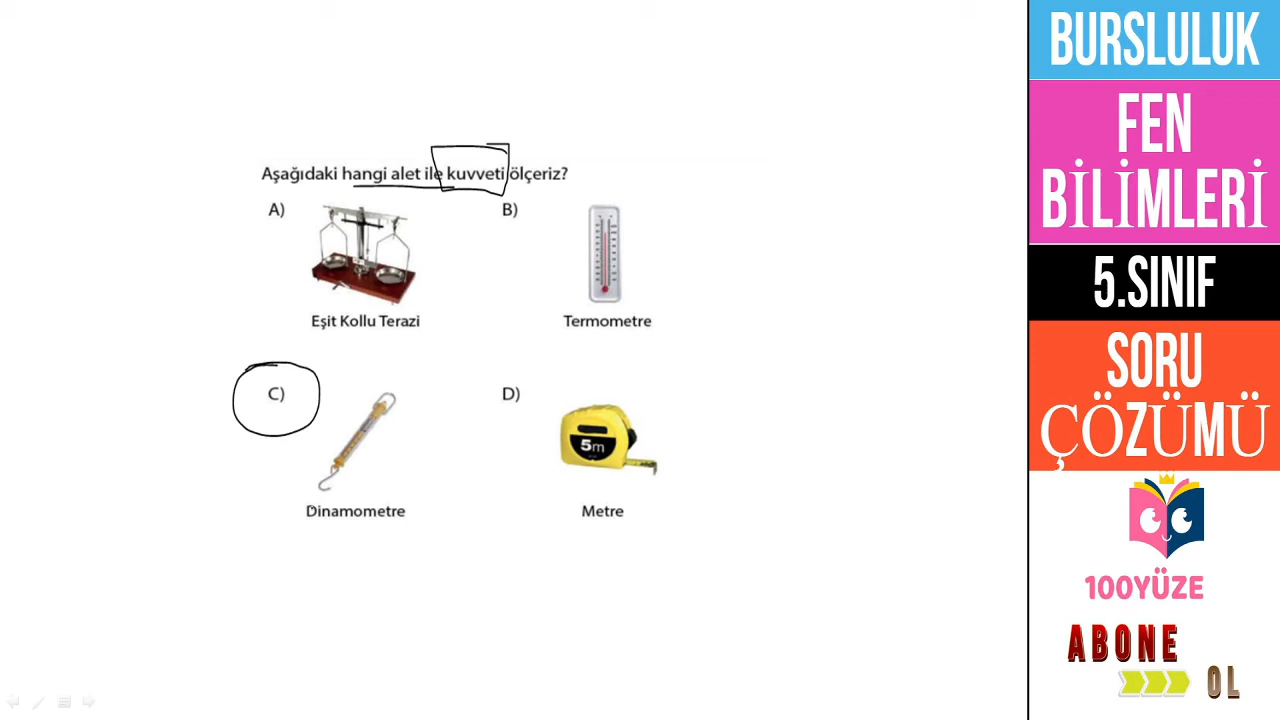 Aşağıdaki hangi alet ile kuvveti ölçeriz?
A)
Eşit Kollu Terazi
B)
Termometre
C)
Dinamometre
D)
5m
Metre
BURSLULUK
FEN
BİLİMLERİ
5.SINIF
SORU
ÇÖZÜMÜ
100YÜZE
ABONE
OL